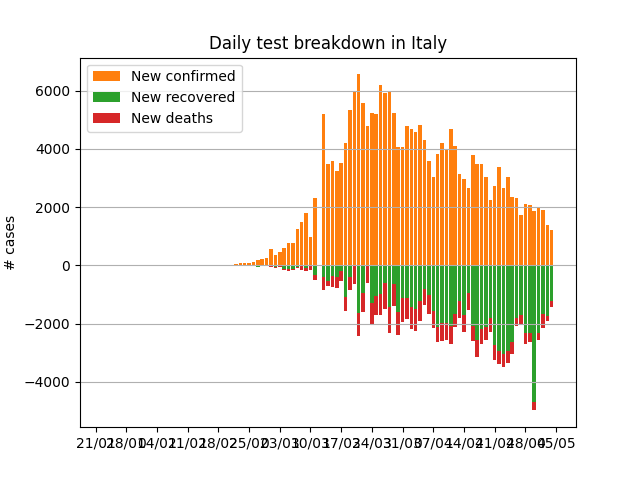 Daily test breakdown in Italy
New confirmed
New recovered
New deaths
6000
4000
2000
0
−2000
−4000
# cases
21/01 28/01 04/02 11/02 18/02 25/02 03/03 10/03 17/03 24/03 31/03 07/04 14/04 21/04 28/04 05/05